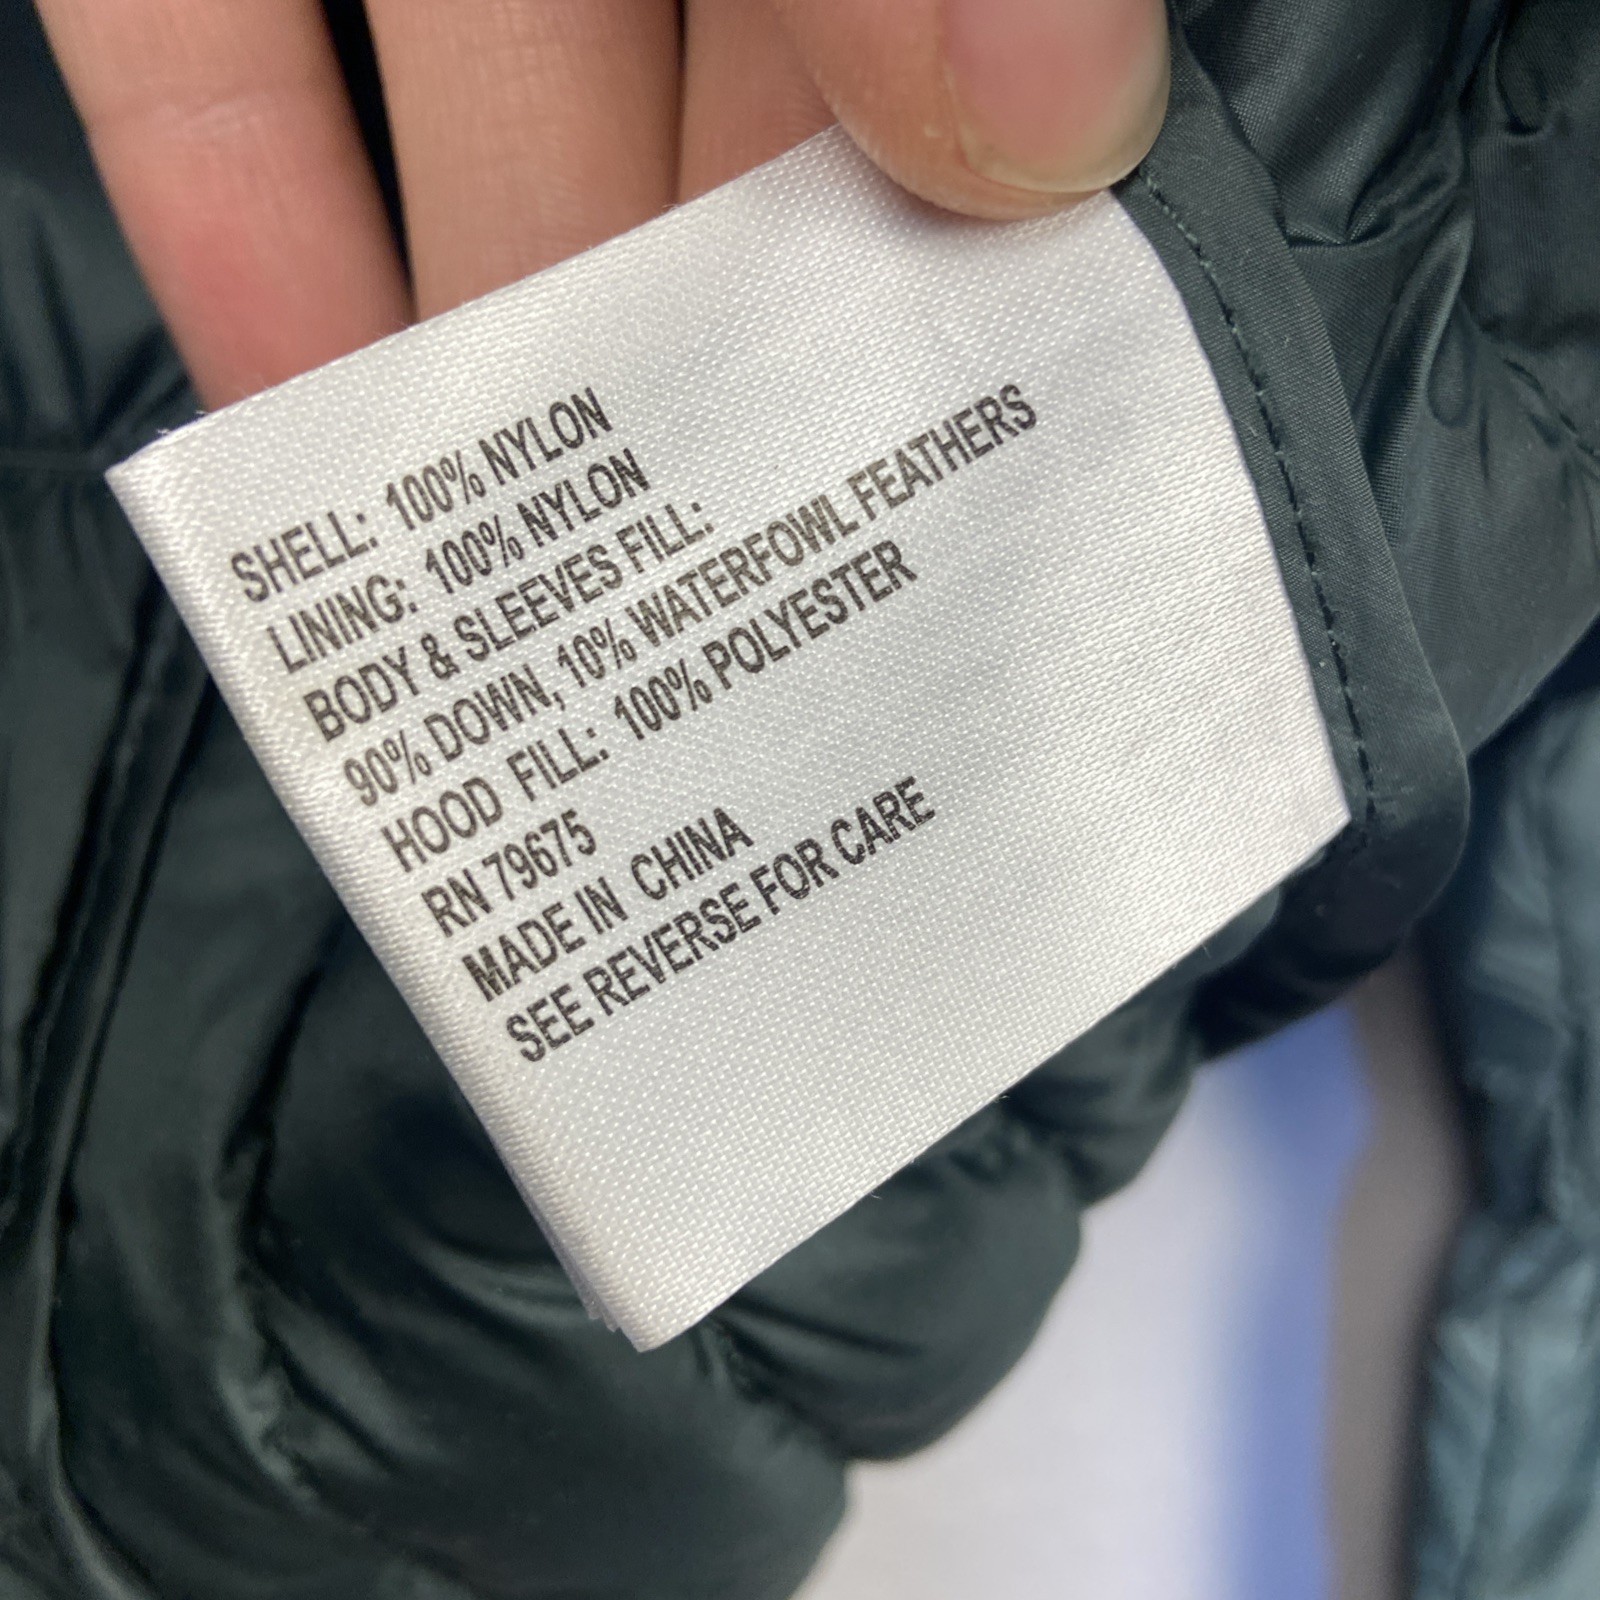 SHELL: 100% NYLON
LINING: 100% NYLON
BODY & SLEEVES FILL:
90% DOWN, 10% WATERFOWL FEATHERS
HOOD FILL: 100% POLYESTER
RN 79675
MADE IN CHINA
SEE REVERSE FOR CARE